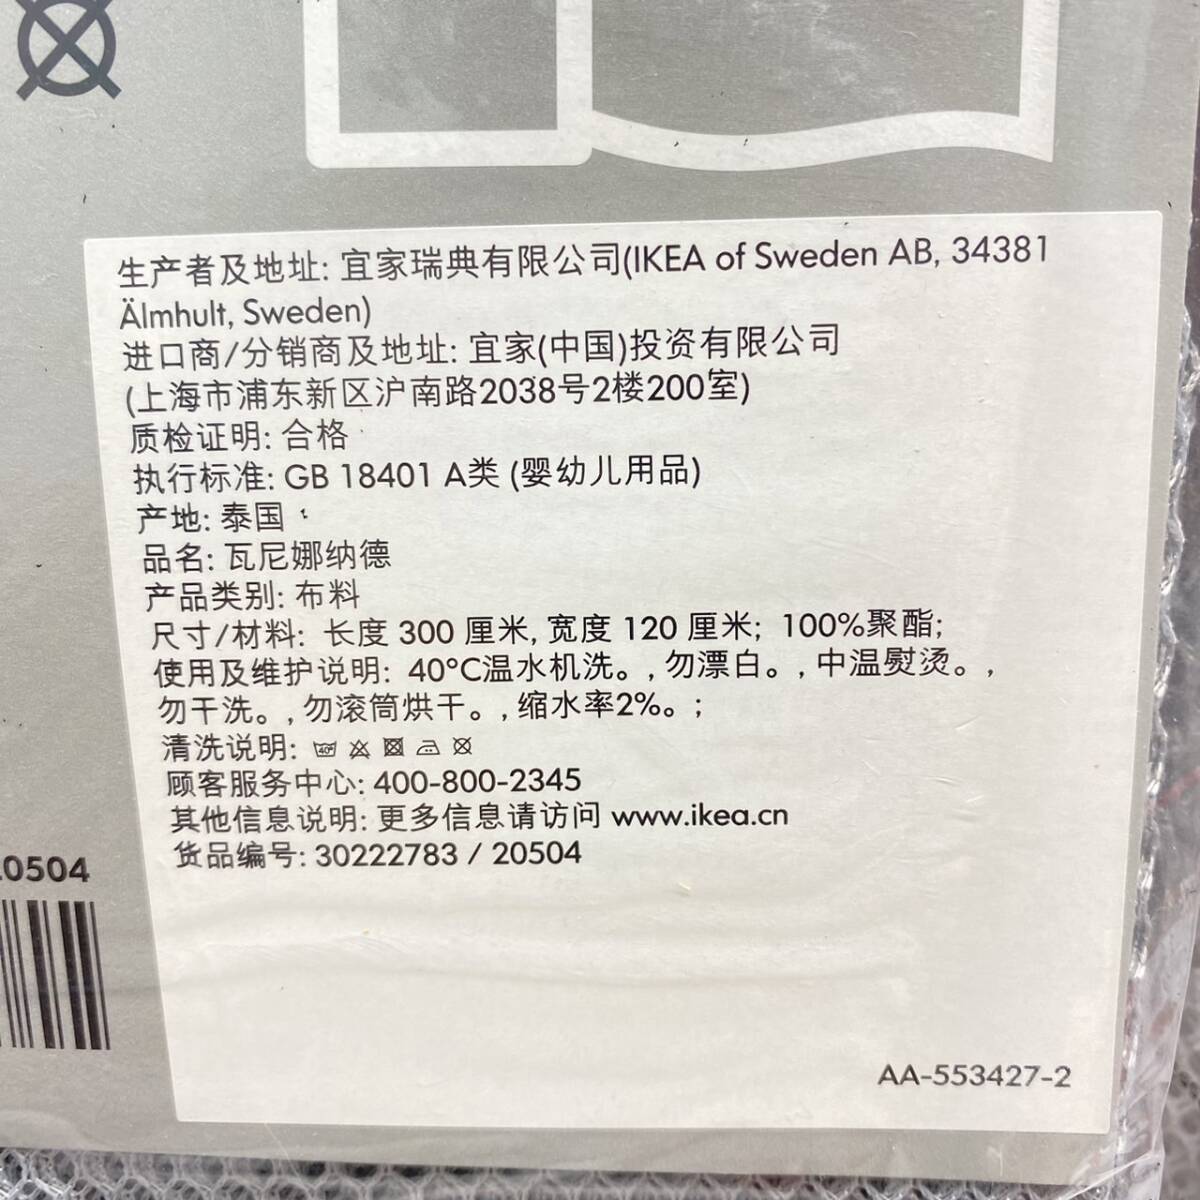 生产者及地址: 宜家瑞典有限公司(IKEA of Sweden AB, 34381
Älmhult, Sweden)
进口商/分销商及地址: 宜家(中国)投资有限公司
(上海市浦东新区沪南路2038号2楼200室)
质检证明: 合格
执行标准: GB 18401 A类 (婴幼儿用品)
产地: 泰国
品名: 瓦尼娜纳德
产品类别: 布料
尺寸/材料: 长度 300 厘米, 宽度 120 厘米; 100%聚酯;
使用及维护说明: 40°C温水机洗。, 勿漂白。, 中温熨烫。,
勿干洗。, 勿滚筒烘干。, 缩水率2%。;
清洗说明: 40°
顾客服务中心: 400-800-2345
其他信息说明: 更多信息请访问 www.ikea.cn
货品编号: 30222783 / 20504
20504
AA-553427-2